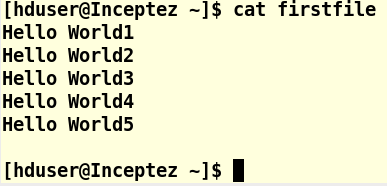 [hduser@Inceptez ~]$ cat firstfile
Hello World1
Hello World2
Hello World3
Hello World4
Hello World5

[hduser@Inceptez ~]$